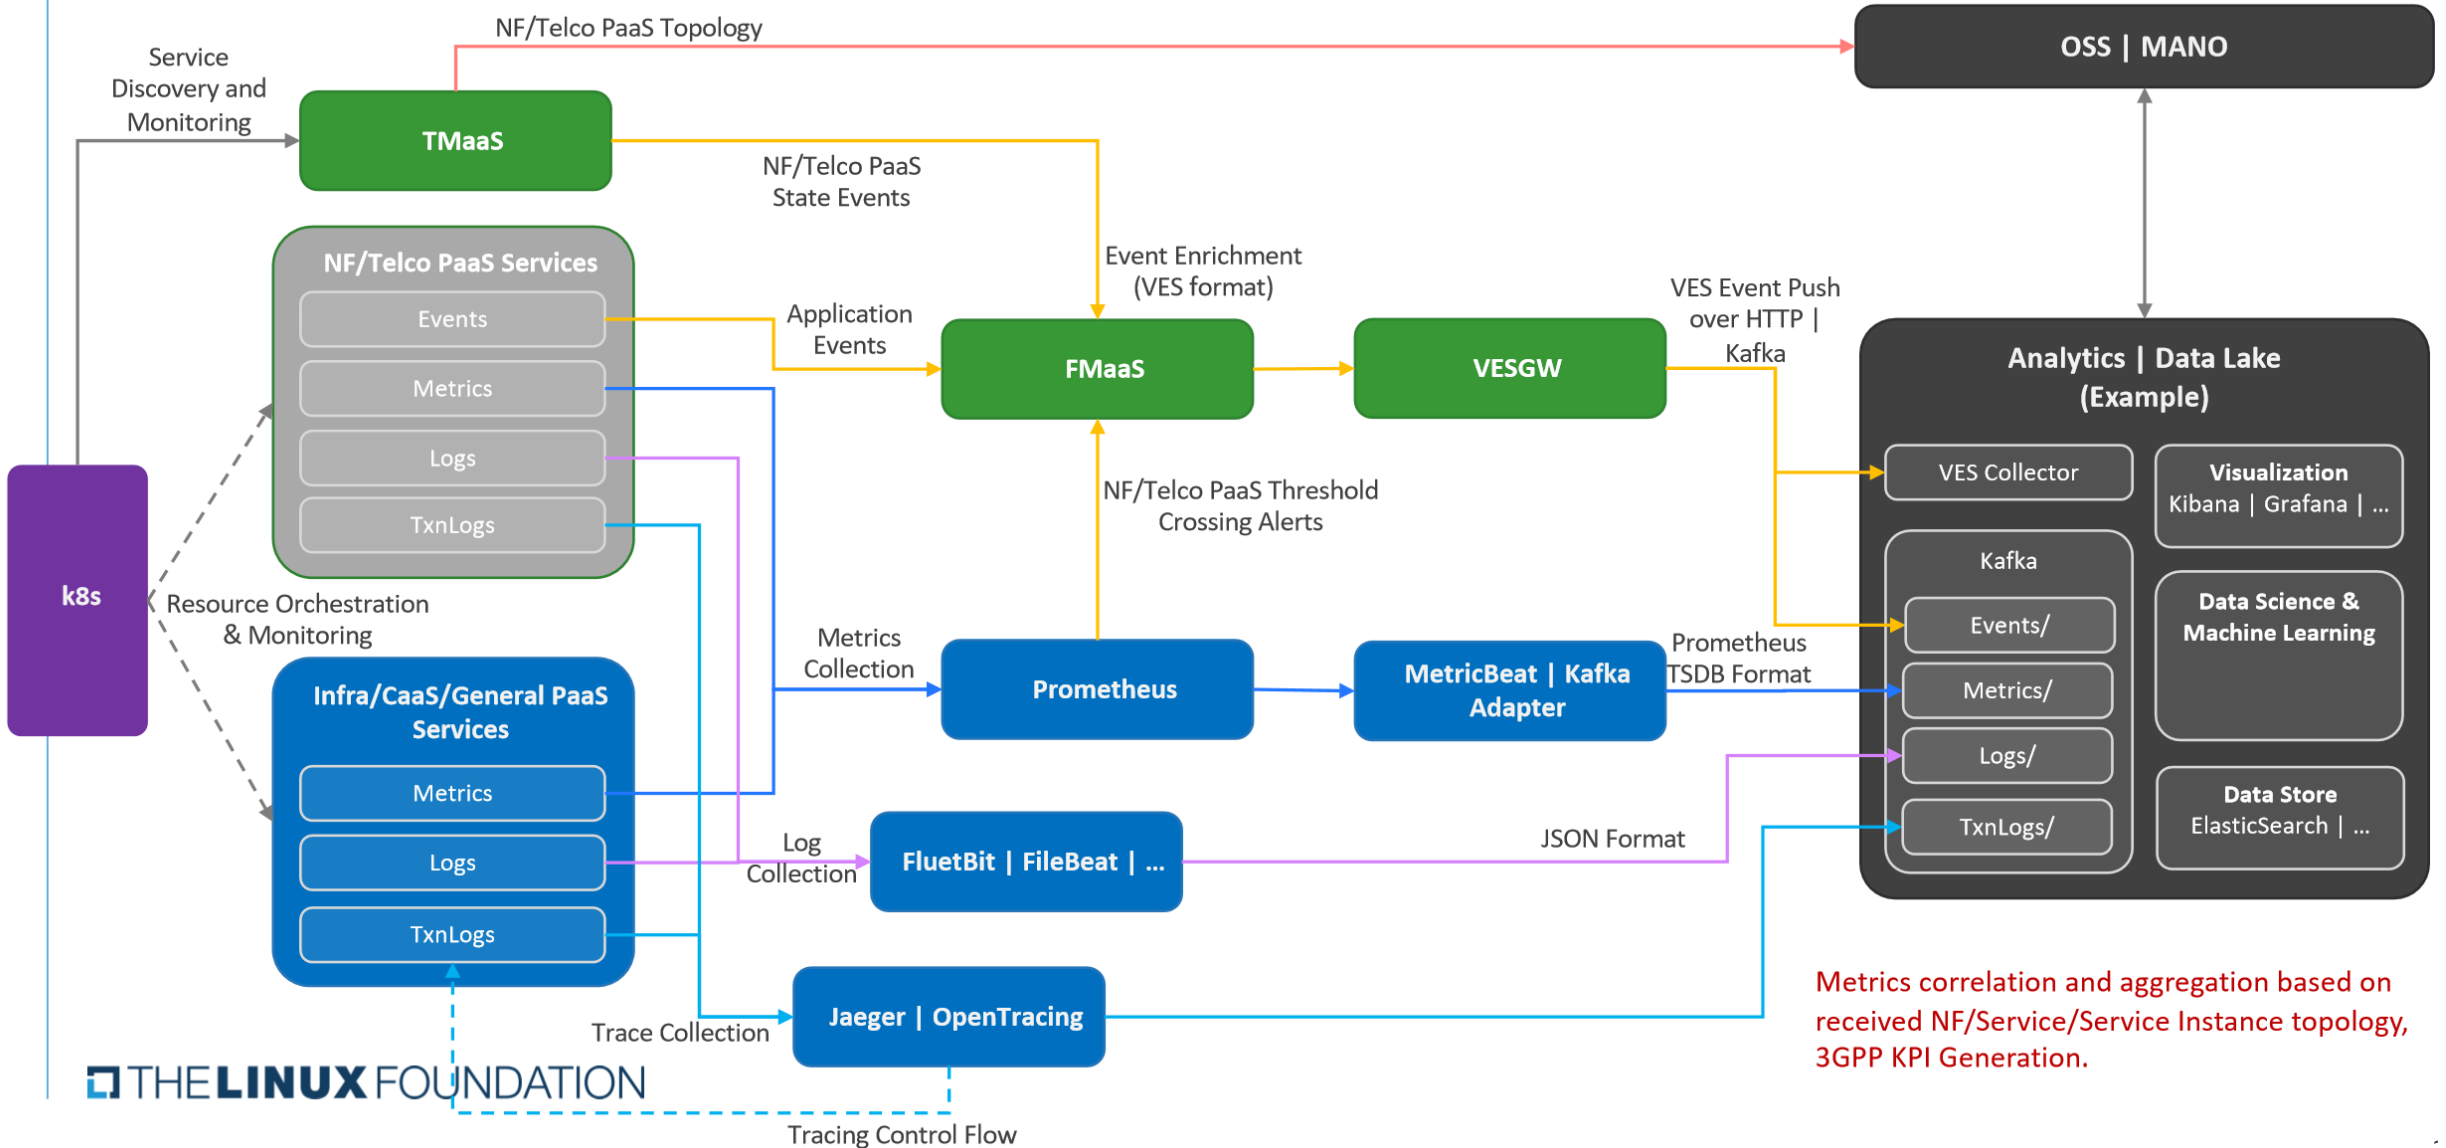 NF/Telco PaaS Topology
OSS | MANO
Service
Discovery and
Monitoring
TMaaS
NF/Telco PaaS
State Events
NF/Telco PaaS Services
Events
Metrics
Logs
TxnLogs
Application
Events
Event Enrichment
(VES format)
FMaaS
VESGW
VES Event Push
over HTTP |
Kafka
NF/Telco PaaS Threshold
Crossing Alerts
Analytics | Data Lake
(Example)
VES Collector
Visualization
Kibana | Grafana | ...
Kafka
Events/
Metrics/
Logs/
TxnLogs/
Data Science &
Machine Learning
Data Store
ElasticSearch | ...
k8s
Resource Orchestration
& Monitoring
Infra/CaaS/General PaaS
Services
Metrics
Logs
TxnLogs
Metrics
Collection
Prometheus
MetricBeat | Kafka
Adapter
Prometheus
TSDB Format
Log
Collection
FluetBit | FileBeat | ...
JSON Format
Trace Collection
Jaeger | OpenTracing
Tracing Control Flow
Metrics correlation and aggregation based on
received NF/Service/Service Instance topology,
3GPP KPI Generation.
THE LINUX FOUNDATION